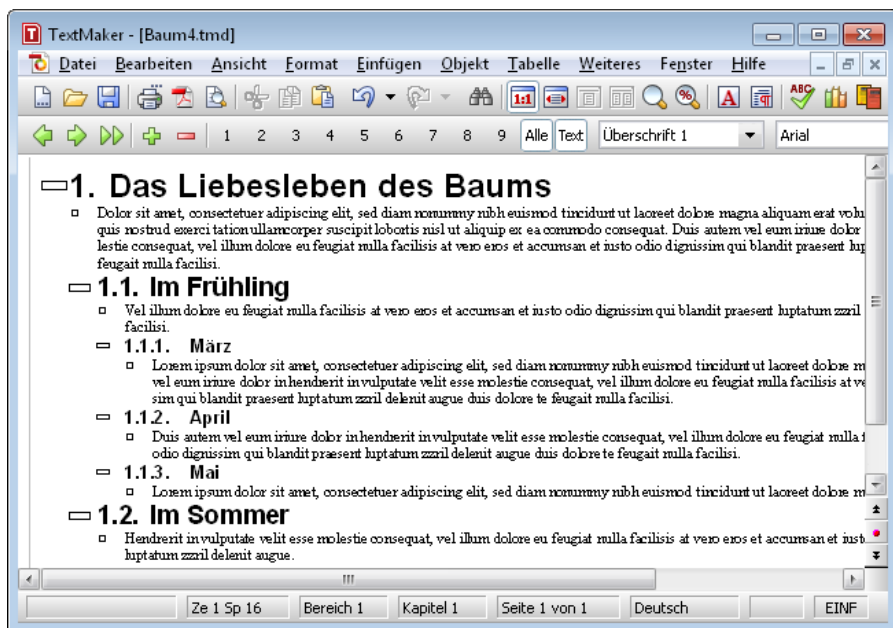 TextMaker - [Baum4.tmd]
Datei Bearbeiten Ansicht Format Einfügen Objekt Tabelle Weiteres Fenster Hilfe
1:1 % A ABC
1 2 3 4 5 6 7 8 9 Alle Text Überschrift 1 Arial
1. Das Liebesleben des Baums
Dolor sit amet, consectetuer adipiscing elit, sed diam nonummy nibh euismod tincidunt ut laoreet dolore magna aliquam erat volu
quis nostrud exerci tation ullamcorper suscipit lobortis nisl ut aliquip ex ea commodo consequat. Duis autem vel eum iriure dolor
lestie consequat, vel illum dolore eu feugiat nulla facilisis at vero eros et accumsan et iusto odio dignissim qui blandit praesent lup
feugait nulla facilisi.
1.1. Im Frühling
Vel illum dolore eu feugiat nulla facilisis at vero eros et accumsan et iusto odio dignissim qui blandit praesent luptatum zzril
facilisi.
1.1.1. März
Lorem ipsum dolor sit amet, consectetuer adipiscing elit, sed diam nonummy nibh euismod tincidunt ut laoreet dolore m
vel eum iriure dolor in hendrerit in vulputate velit esse molestie consequat, vel illum dolore eu feugiat nulla facilisis at ve
sim qui blandit praesent luptatum zzril delenit augue duis dolore te feugait nulla facilisi.
1.1.2. April
Duis autem vel eum iriure dolor in hendrerit in vulputate velit esse molestie consequat, vel illum dolore eu feugiat nulla f
odio dignissim qui blandit praesent luptatum zzril delenit augue duis dolore te feugait nulla facilisi.
1.1.3. Mai
Lorem ipsum dolor sit amet, consectetuer adipiscing elit, sed diam nonummy nibh euismod tincidunt ut laoreet dolore m
1.2. Im Sommer
Hendrerit in vulputate velit esse molestie consequat, vel illum dolore eu feugiat nulla facilisis at vero eros et accumsan et iust
luptatum zzril delenit augue.
Ze 1 Sp 16 Bereich 1 Kapitel 1 Seite 1 von 1 Deutsch EINF